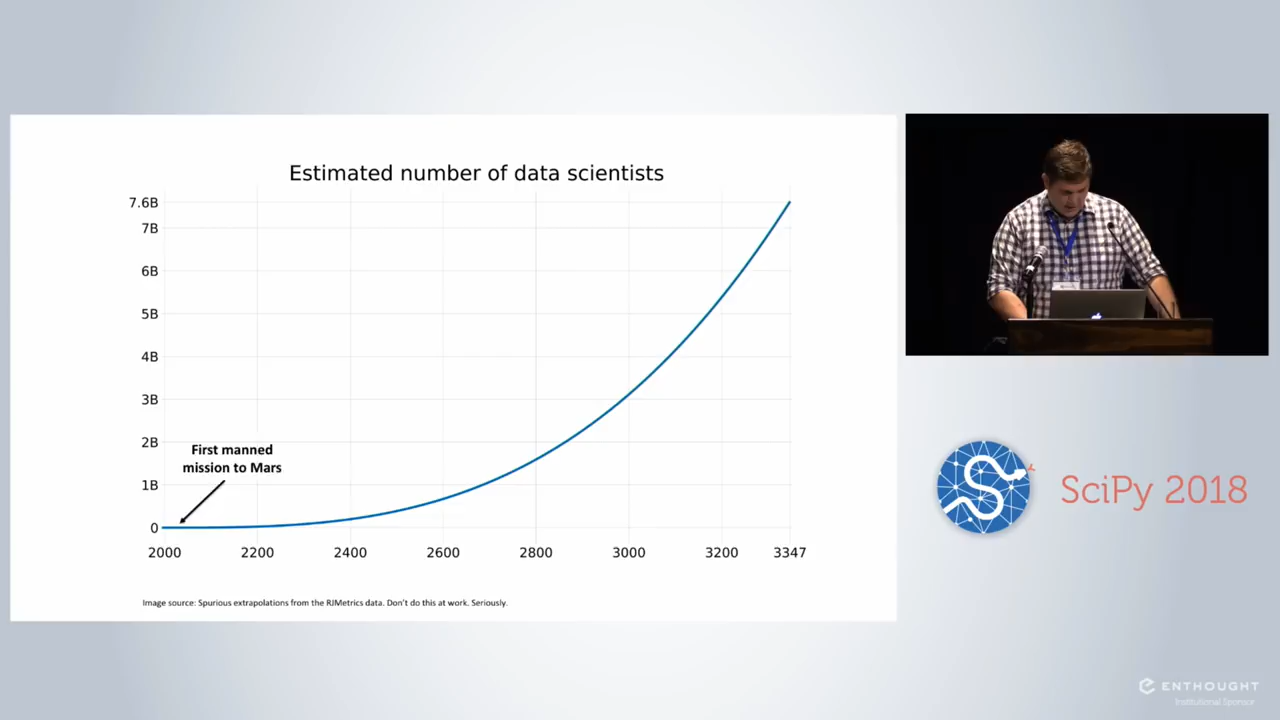 Estimated number of data scientists
7.6B
7B
6B
5B
4B
3B
2B
1B
0
First manned
mission to Mars
2000 2200 2400 2600 2800 3000 3200 3347
Image source: Spurious extrapolations from the RJMetrics data. Don't do this at work. Seriously.
SciPy 2018
ENTHOUGHT
Institutional Sponsor